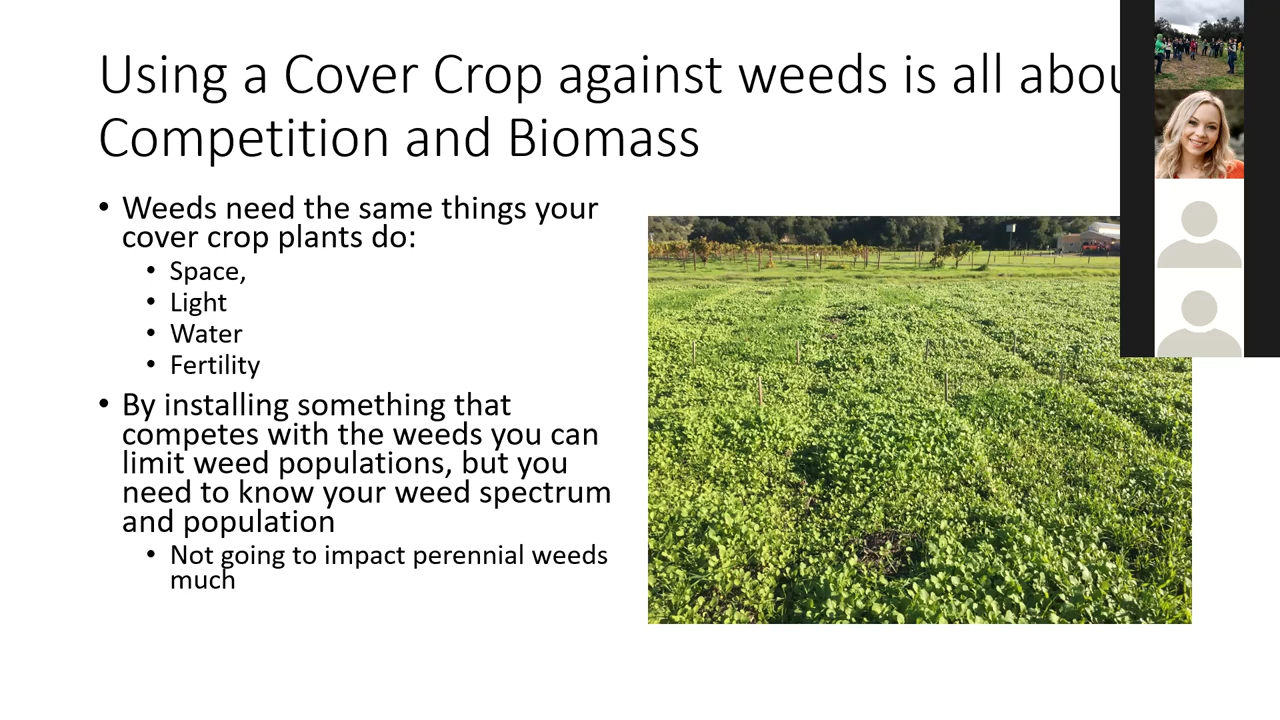 Using a Cover Crop against weeds is all abou
Competition and Biomass
• Weeds need the same things your
cover crop plants do:
• Space,
• Light
• Water
• Fertility
• By installing something that
competes with the weeds you can
limit weed populations, but you
need to know your weed spectrum
and population
• Not going to impact perennial weeds
much